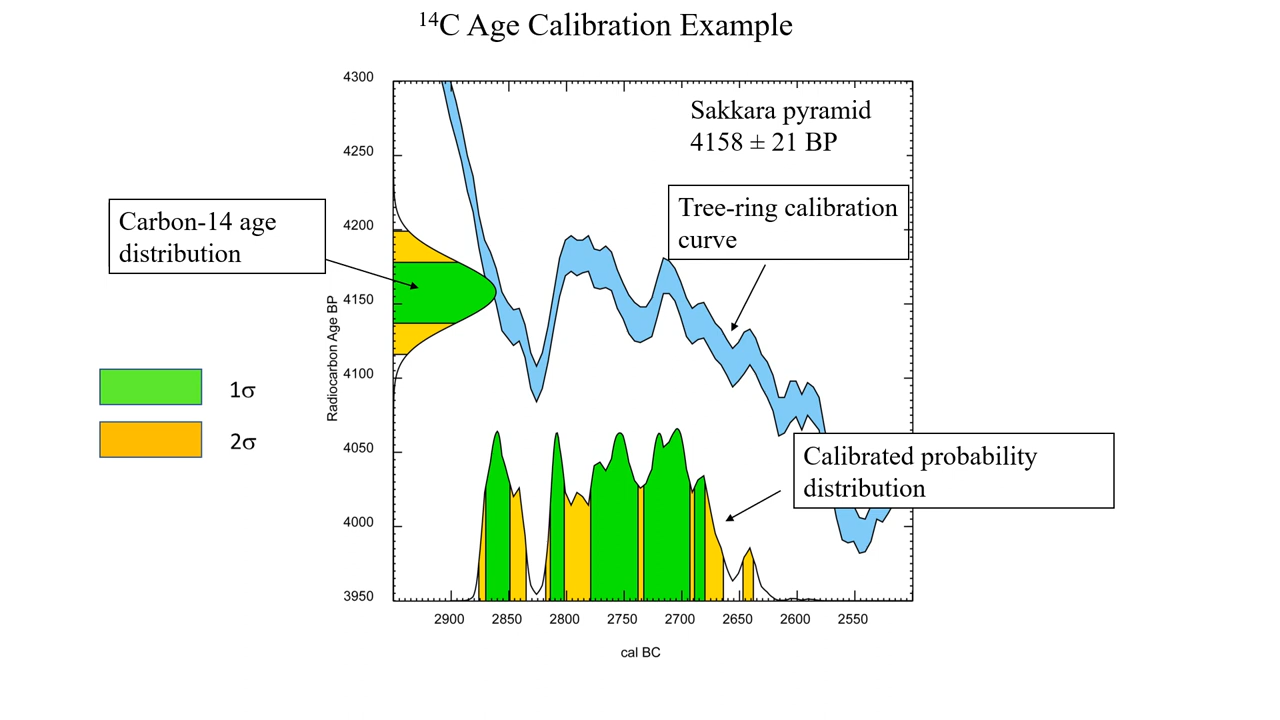 ¹⁴C Age Calibration Example
4300
4250
4200
4150
4100
4050
4000
3950
Radiocarbon Age BP
Sakkara pyramid
4158 ± 21 BP
Tree-ring calibration
curve
Carbon-14 age
distribution
1σ
2σ
Calibrated probability
distribution
2900 2850 2800 2750 2700 2650 2600 2550
cal BC